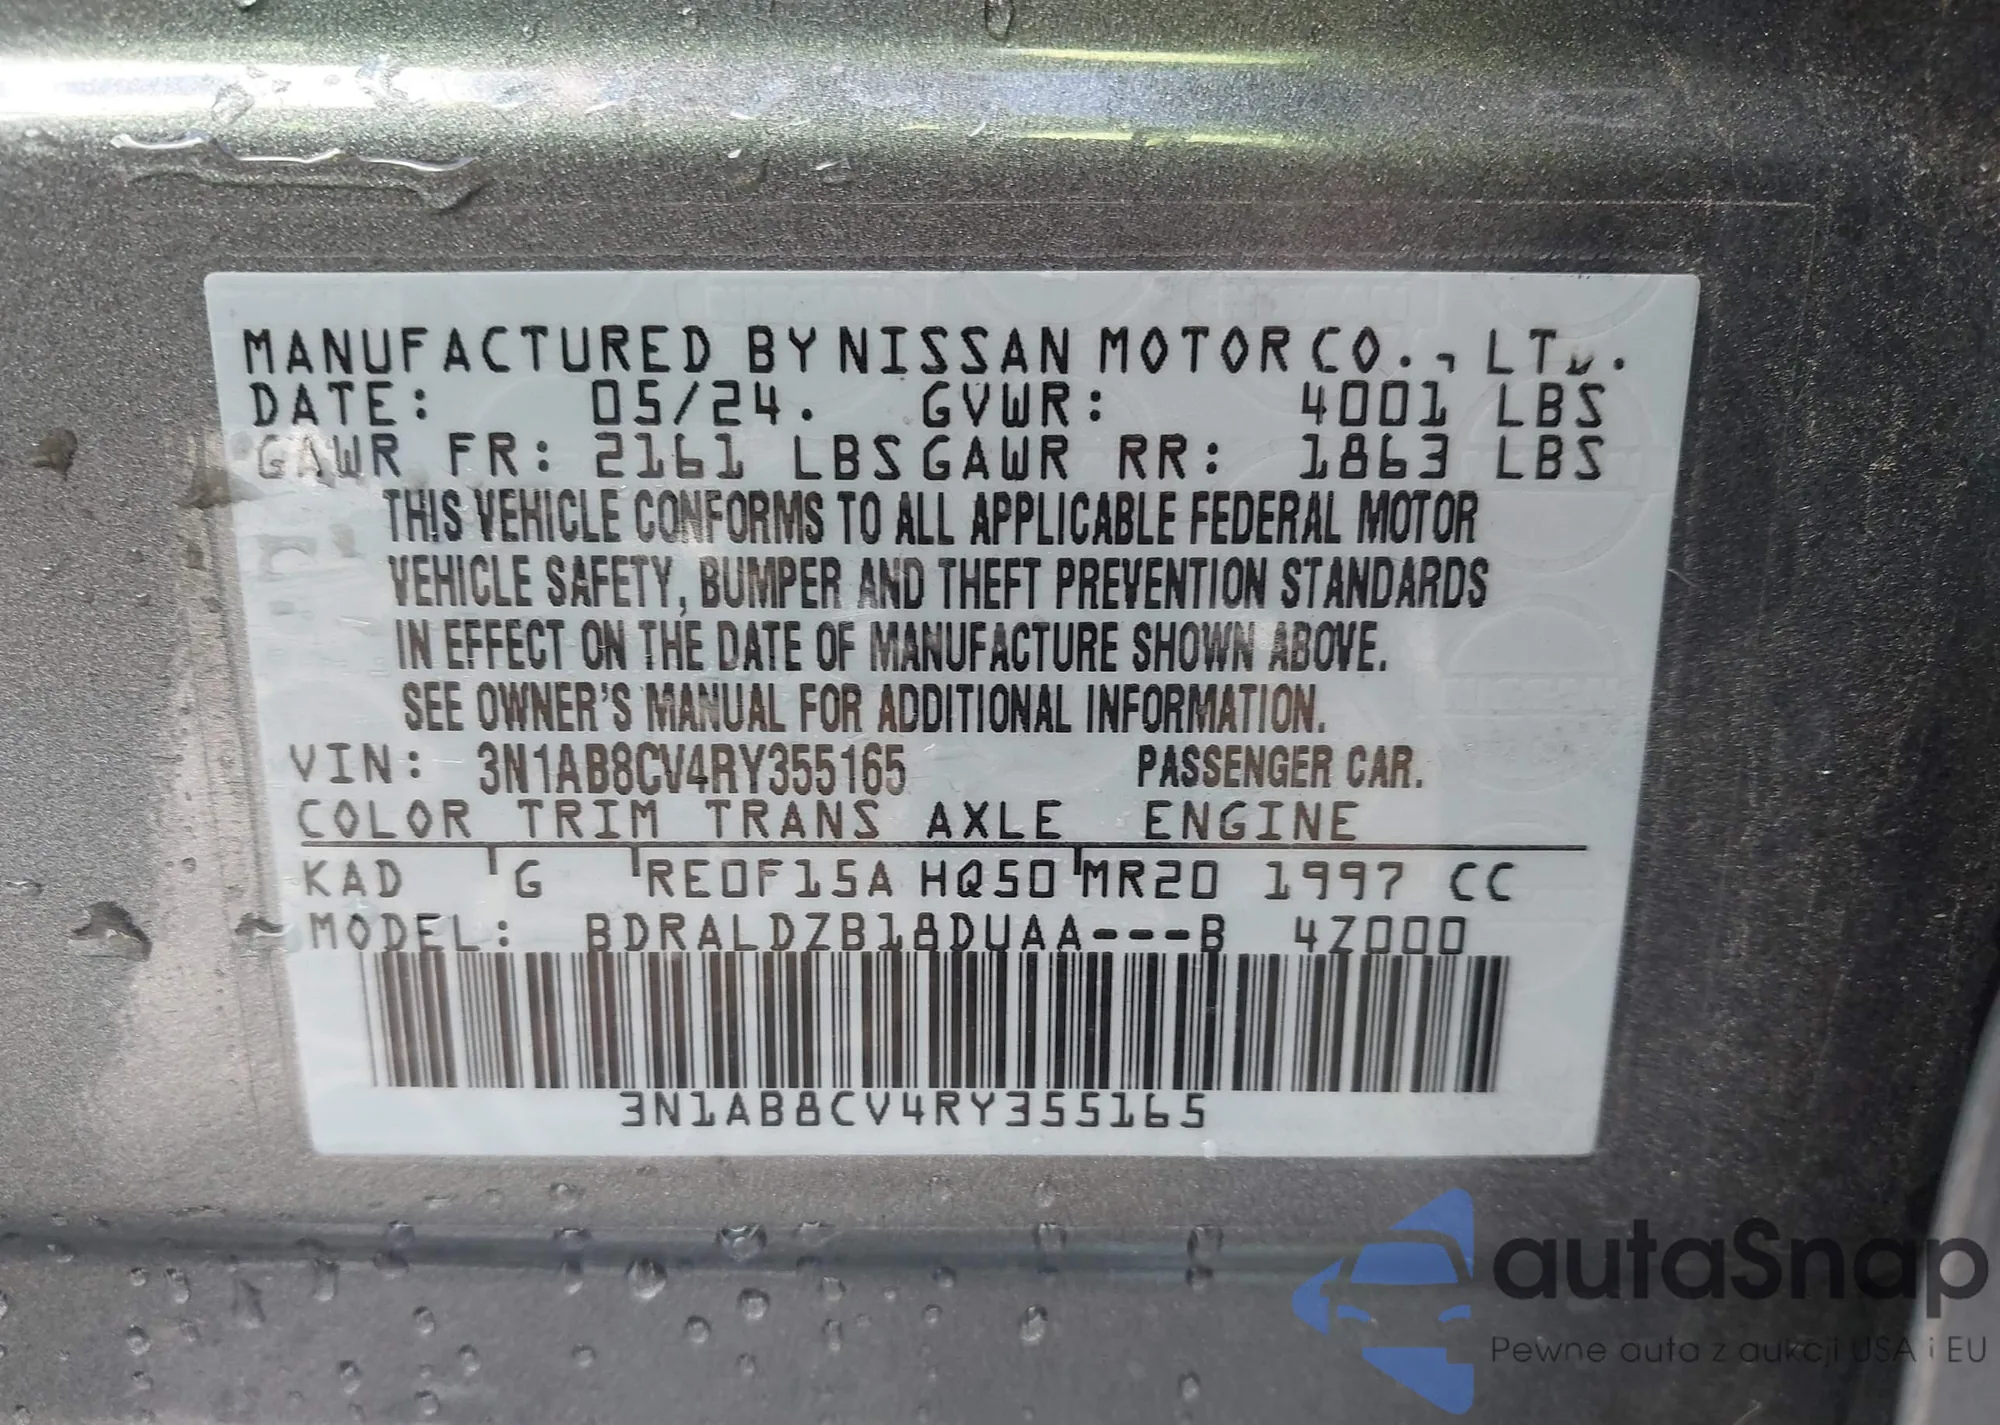 MANUFACTURED BY NISSAN MOTOR CO., LTD.
DATE: 05/24. GVWR: 4001 LBS
GAWR FR: 2161 LBS GAWR RR: 1863 LBS
THIS VEHICLE CONFORMS TO ALL APPLICABLE FEDERAL MOTOR
VEHICLE SAFETY, BUMPER AND THEFT PREVENTION STANDARDS
IN EFFECT ON THE DATE OF MANUFACTURE SHOWN ABOVE.
SEE OWNER'S MANUAL FOR ADDITIONAL INFORMATION.
VIN: 3N1AB8CV4RY355165 PASSENGER CAR.
COLOR TRIM TRANS AXLE ENGINE
KAD G RE0F15A HQ50 MR20 1997 CC
MODEL: BDRALDZB18DUAA---B 4Z000
3N1AB8CV4RY355165
autaSnap
Pewne auta z aukcji USA i EU